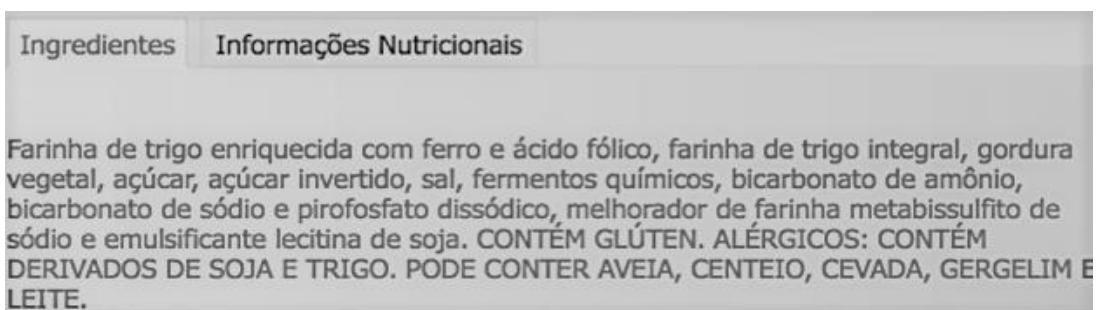 Ingredientes Informações Nutricionais
Farinha de trigo enriquecida com ferro e ácido fólico, farinha de trigo integral, gordura
vegetal, açúcar, açúcar invertido, sal, fermentos químicos, bicarbonato de amônio,
bicarbonato de sódio e pirofosfato dissódico, melhorador de farinha metabissulfito de
sódio e emulsificante lecitina de soja. CONTÉM GLÚTEN. ALÉRGICOS: CONTÉM
DERIVADOS DE SOJA E TRIGO. PODE CONTER AVEIA, CENTEIO, CEVADA, GERGELIM E
LEITE.